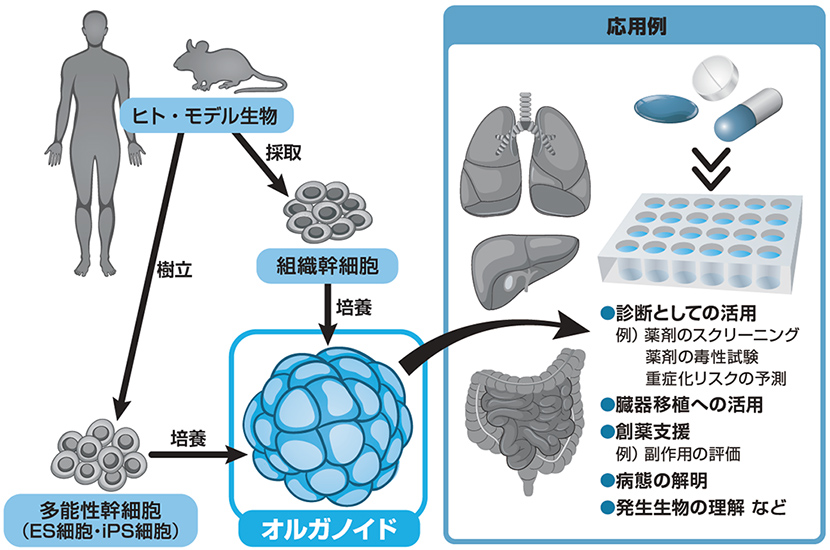 ヒト・モデル生物
採取
樹立
組織幹細胞
培養
培養
多能性幹細胞
（ES細胞・iPS細胞）
オルガノイド
応用例
●診断としての活用
例）薬剤のスクリーニング
薬剤の毒性試験
重症化リスクの予測
●臓器移植への活用
●創薬支援
例）副作用の評価
●病態の解明
●発生生物の理解 など